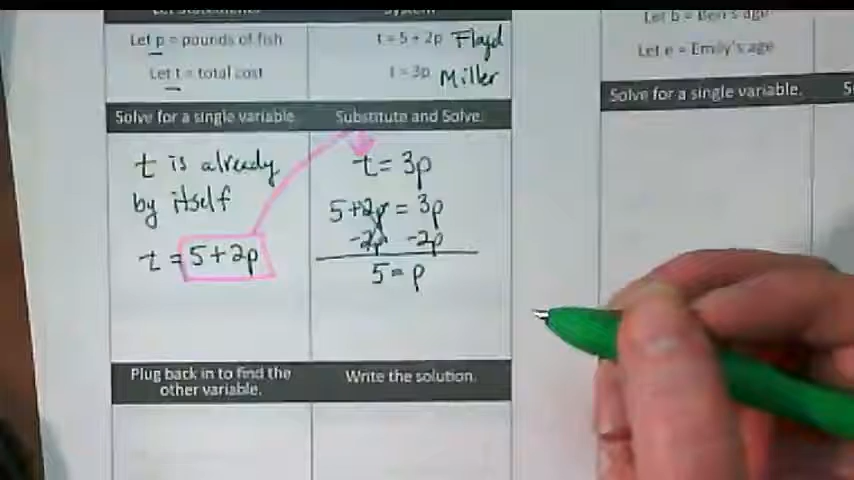 System
Let p = pounds of fish
t = 5 + 2p Floyd
Let t = total cost
t = 3p Miller
Solve for a single variable.
Substitute and Solve.
t is already
by itself
t = 5+2p
t = 3p
5+2p = 3p
-2p -2p
5 = p
Plug back in to find the
other variable.
Write the solution.
Let b = Ben's age
Let e = Emily's age
Solve for a single variable.
S